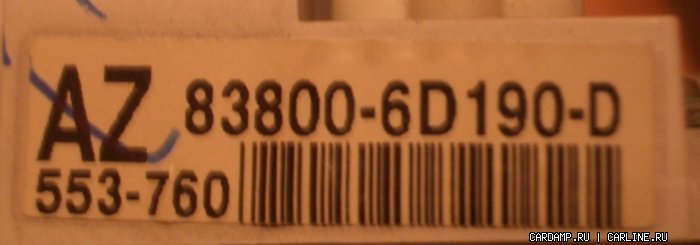 AZ 83800-6D190-D
553-760
CARDAMP.RU | CARLINE.RU